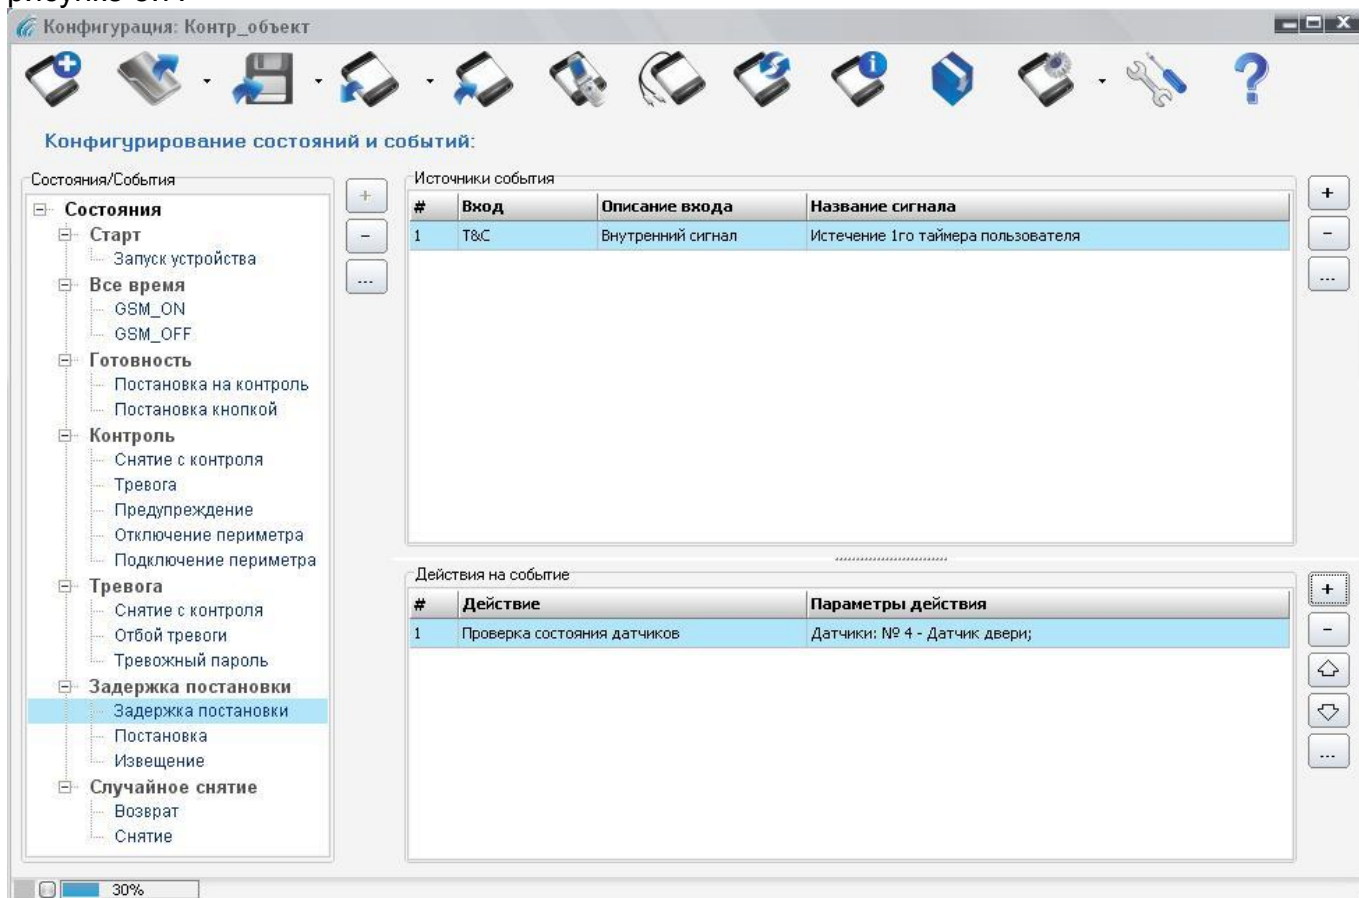 Конфигурация: Контр_объект
Конфигурирование состояний и событий:
Состояния/События
Состояния
Старт
Запуск устройства
Все время
GSM_ON
GSM_OFF
Готовность
Постановка на контроль
Постановка кнопкой
Контроль
Снятие с контроля
Тревога
Предупреждение
Отключение периметра
Подключение периметра
Тревога
Снятие с контроля
Отбой тревоги
Тревожный пароль
Задержка постановки
Задержка постановки
Постановка
Извещение
Случайное снятие
Возврат
Снятие
+
-
...
Источники события
# Вход Описание входа Название сигнала
1 T&C Внутренний сигнал Истечение 1го таймера пользователя
+
-
...
Действия на событие
# Действие Параметры действия
1 Проверка состояния датчиков Датчики: № 4 - Датчик двери;
+
-
...
30%